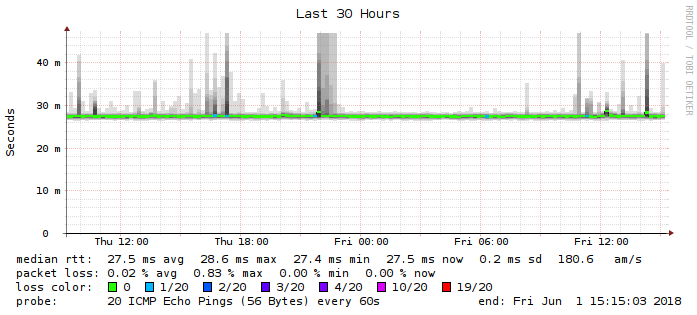 Last 30 Hours
RRDTOOL / TOBI OETIKER
Seconds
40 m
30 m
20 m
10 m
0
Thu 12:00 Thu 18:00 Fri 00:00 Fri 06:00 Fri 12:00
median rtt: 27.5 ms avg 28.6 ms max 27.4 ms min 27.5 ms now 0.2 ms sd 180.6 am/s
packet loss: 0.02 % avg 0.83 % max 0.00 % min 0.00 % now
loss color: 0 1/20 2/20 3/20 4/20 10/20 19/20
probe: 20 ICMP Echo Pings (56 Bytes) every 60s end: Fri Jun 1 15:15:03 2018